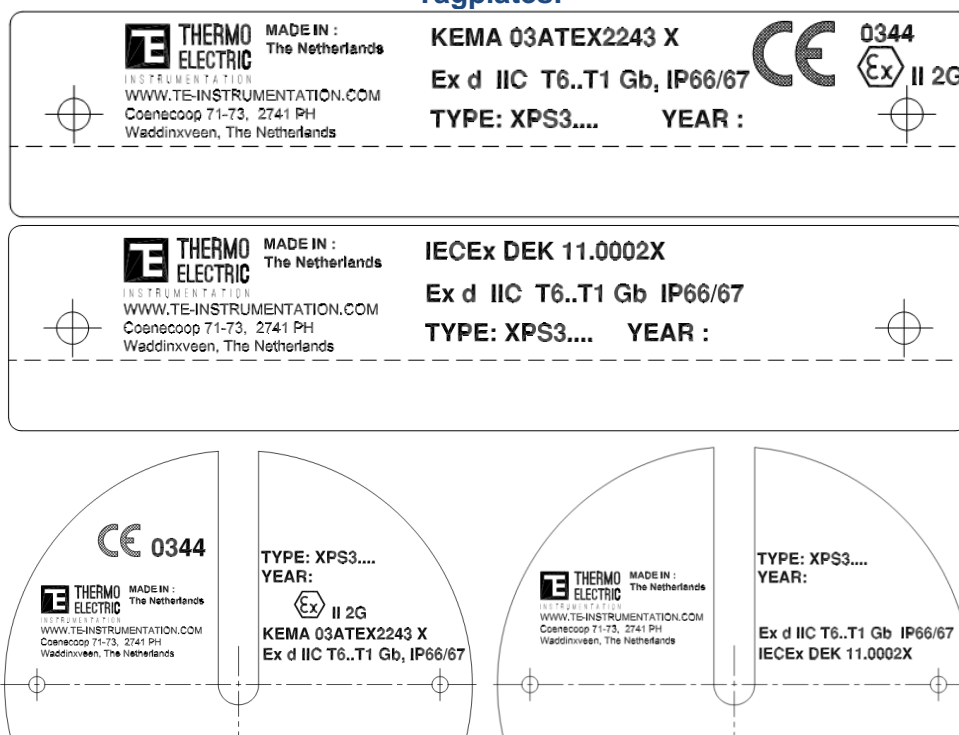 Tagplates:
THERMO
ELECTRIC
INSTRUMENTATION
MADE IN :
The Netherlands
WWW.TE-INSTRUMENTATION.COM
Coenecoop 71-73, 2741 PH
Waddinxveen, The Netherlands
KEMA 03ATEX2243 X
Ex d IIC T6..T1 Gb, IP66/67
TYPE: XPS3.... YEAR :
CE 0344
Ex II 2G
THERMO
ELECTRIC
INSTRUMENTATION
MADE IN :
The Netherlands
WWW.TE-INSTRUMENTATION.COM
Coenecoop 71-73, 2741 PH
Waddinxveen, The Netherlands
IECEx DEK 11.0002X
Ex d IIC T6..T1 Gb IP66/67
TYPE: XPS3.... YEAR :
CE 0344
THERMO
ELECTRIC
INSTRUMENTATION
MADE IN :
The Netherlands
WWW.TE-INSTRUMENTATION.COM
Coenecoop 71-73, 2741 PH
Waddinxveen, The Netherlands
TYPE: XPS3....
YEAR:
Ex II 2G
KEMA 03ATEX2243 X
Ex d IIC T6..T1 Gb, IP66/67
THERMO
ELECTRIC
INSTRUMENTATION
MADE IN :
The Netherlands
WWW.TE-INSTRUMENTATION.COM
Coenecoop 71-73, 2741 PH
Waddinxveen, The Netherlands
TYPE: XPS3....
YEAR:
Ex d IIC T6..T1 Gb IP66/67
IECEx DEK 11.0002X